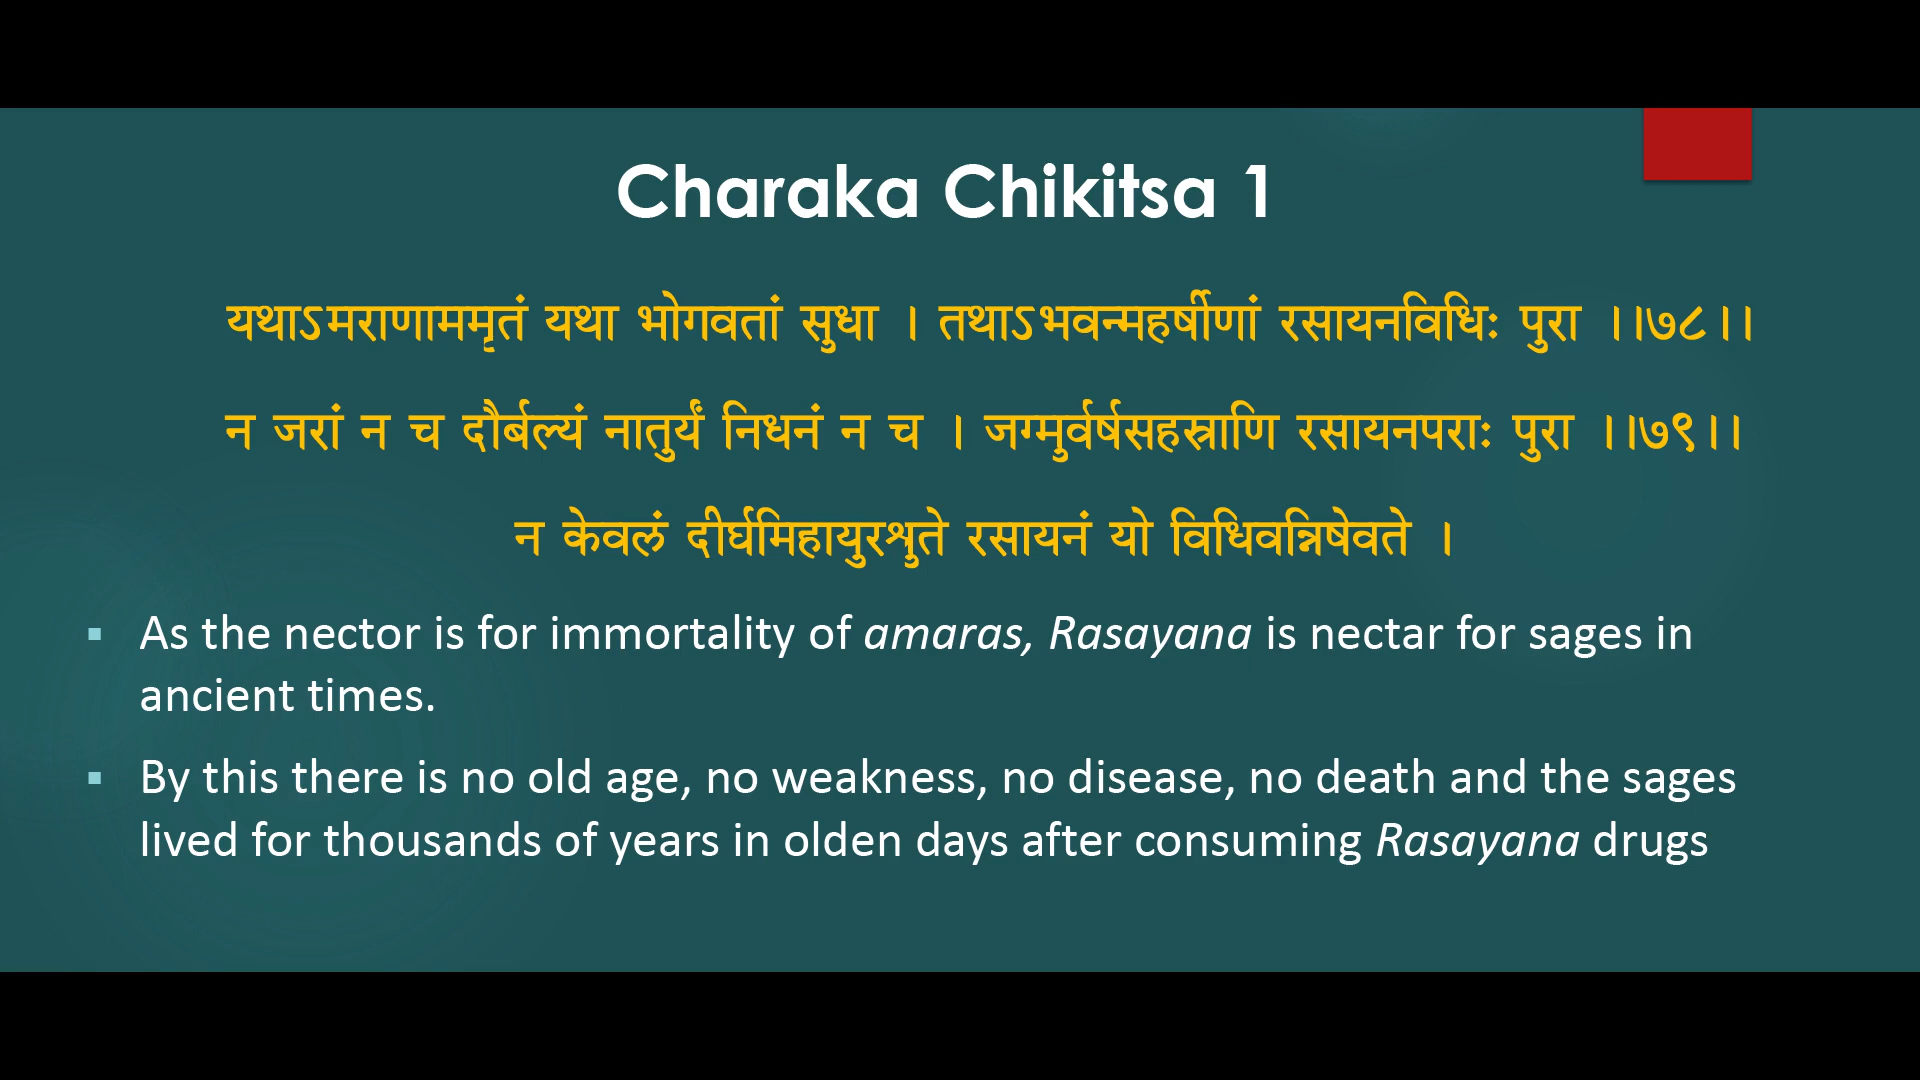 Charaka Chikitsa 1
यथाऽमराणाममृतं यथा भोगवतां सुधा । तथाऽभवन्महर्षीणां रसायनविधिः पुरा ।।७८।।
न जरां न च दौर्बल्यं नातुर्यं निधनं न च । जग्मुर्वर्षसहस्राणि रसायनपराः पुरा ।।७९।।
न केवलं दीर्घमिहायुरश्नुते रसायनं यो विधिवन्निषेवते ।
▪ As the nector is for immortality of amaras, Rasayana is nectar for sages in
ancient times.
▪ By this there is no old age, no weakness, no disease, no death and the sages
lived for thousands of years in olden days after consuming Rasayana drugs